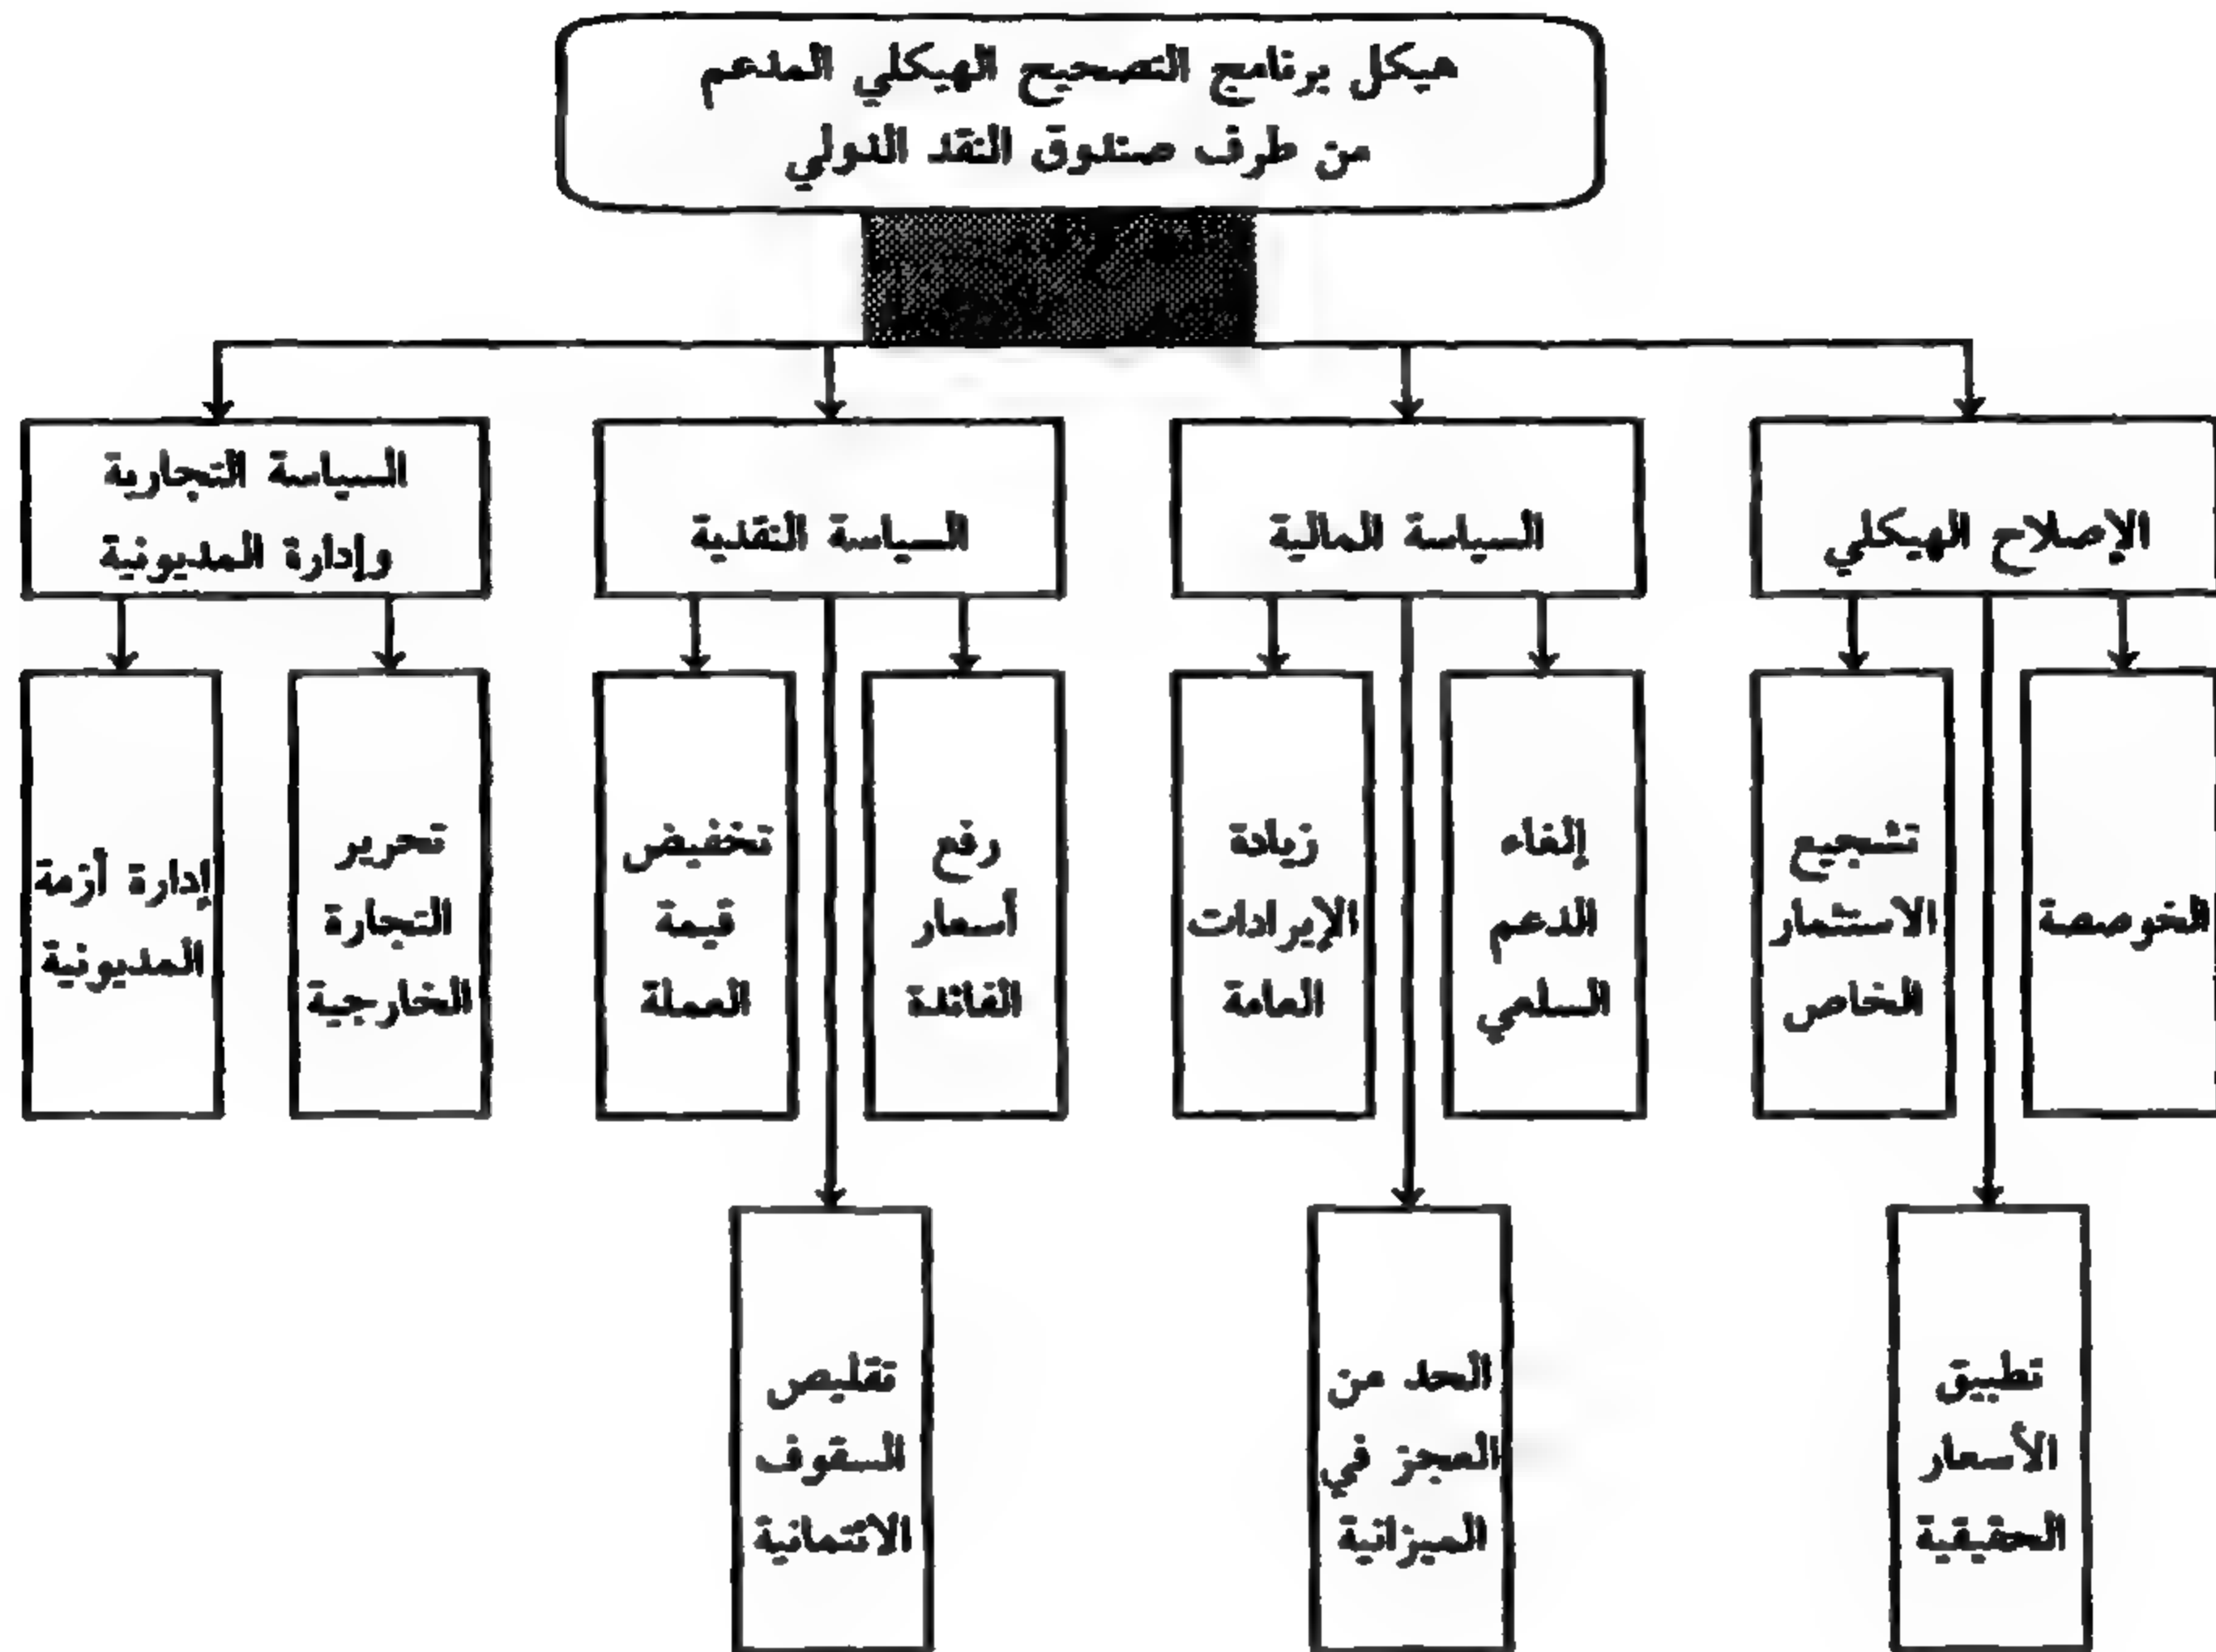 هيكل برنامج التصحيح الهيكلي المدعم
من طرف صندوق النقد الدولي
الإصلاح الهيكلي
السياسة المالية
السياسة النقدية
السياسة التجارية
وإدارة المديونية
الخوصصة
تشجيع
الاستثمار
الخاص
إلغاء
الدعم
السلعي
زيادة
الإيرادات
العامة
رفع
أسعار
الفائدة
تخفيض
قيمة
العملة
تحرير
التجارة
الخارجية
إدارة أزمة
المديونية
تطبيق
الأسعار
الحقيقية
الحد من
العجز في
الميزانية
تقليص
السقوف
الائتمانية